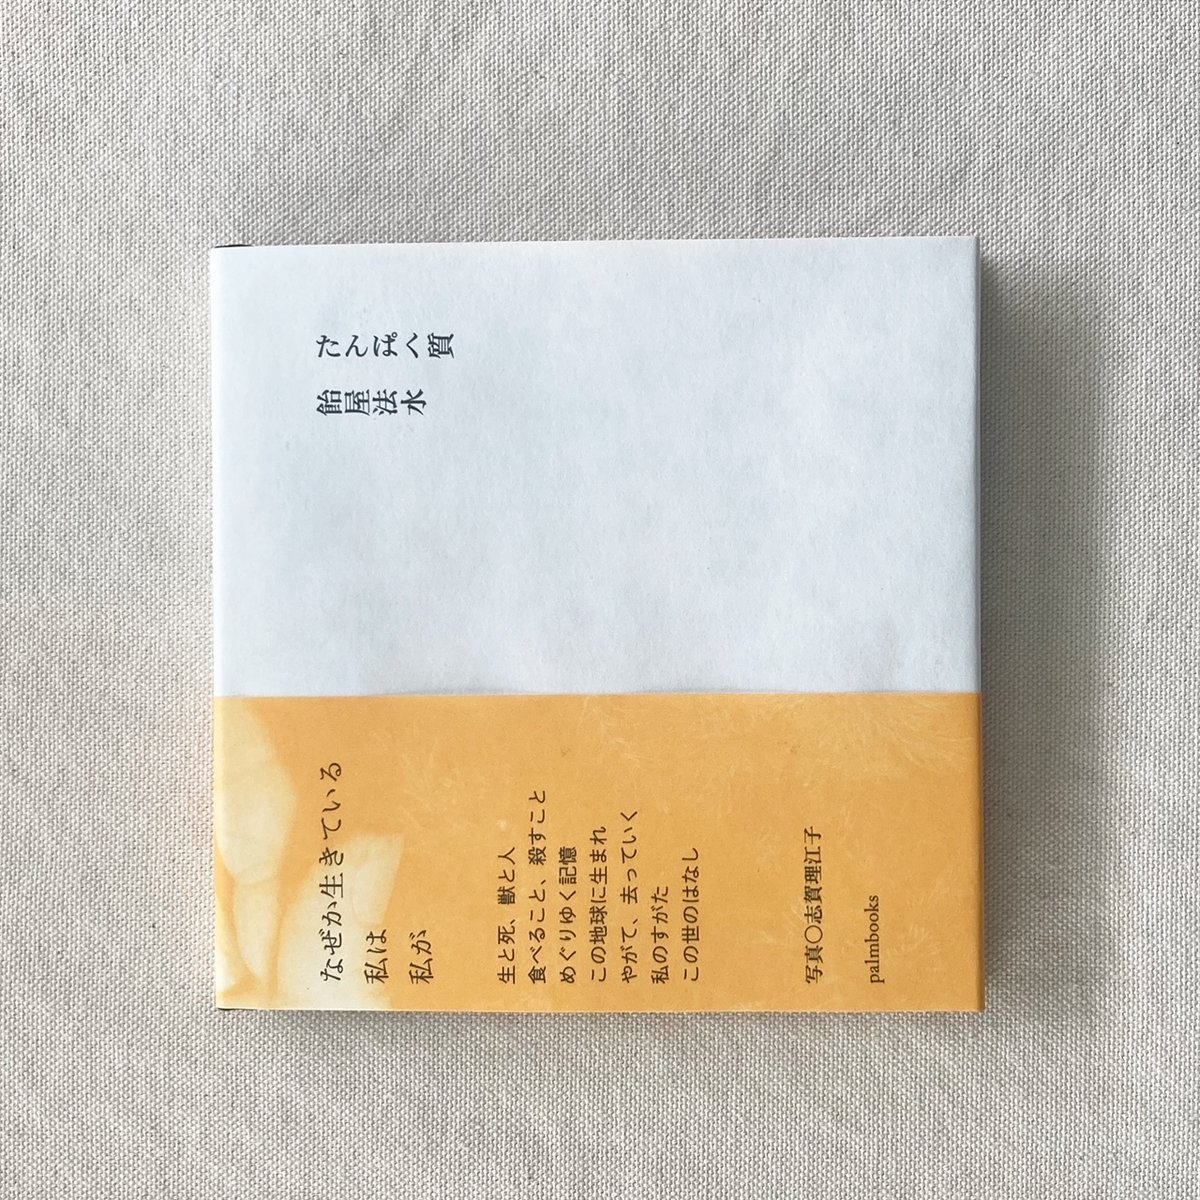 たんぱく質
飴屋法水
なぜか生きている
私は
私が
生と死、獣と人
食べること、殺すこと
めぐりゆく記憶
この地球に生まれ
やがて、去っていく
私のすがた
この世のはなし
写真○志賀理江子
palmbooks